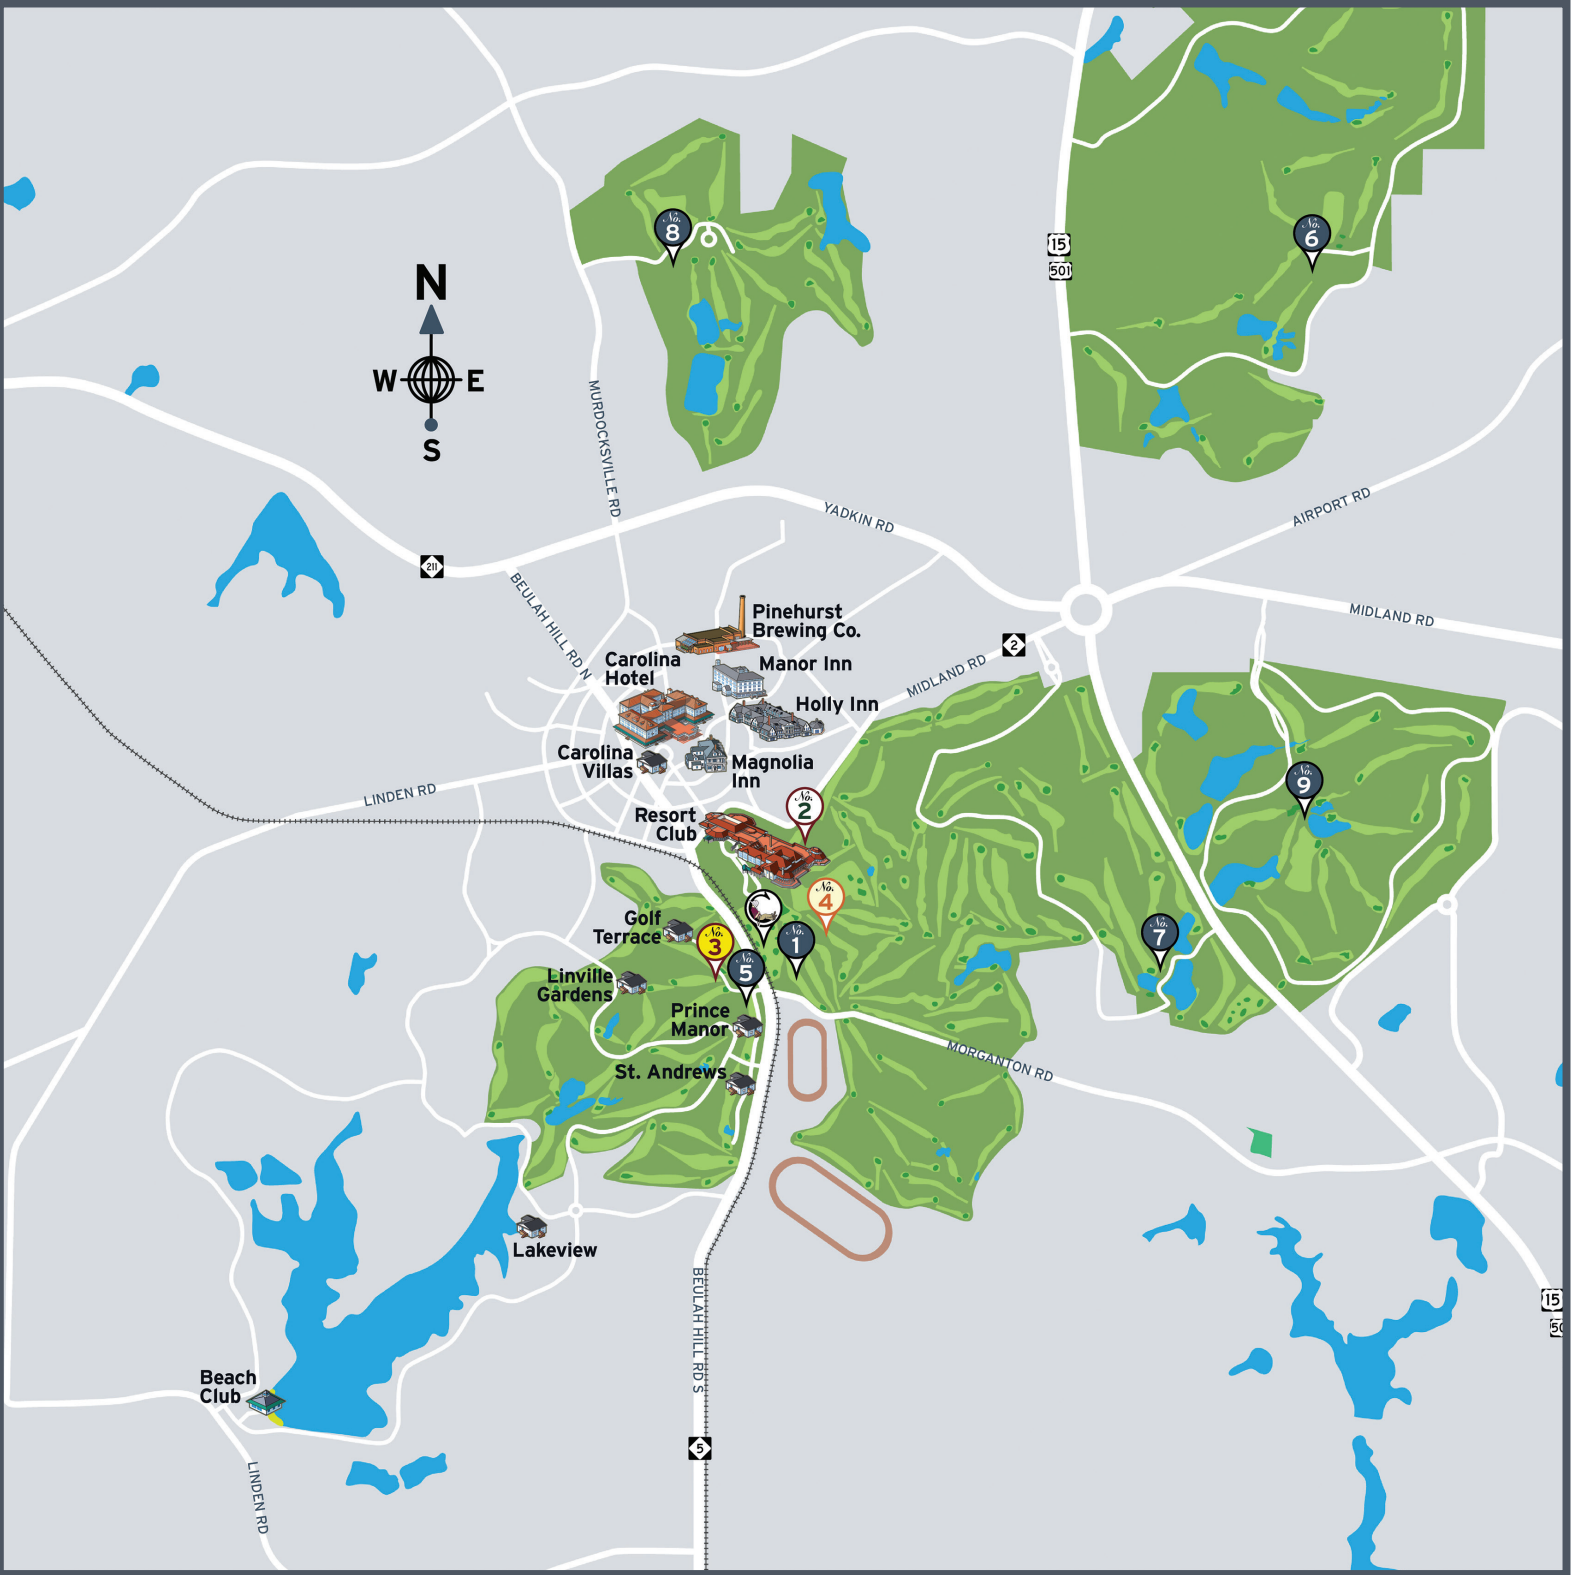 No.
8
No.
6
15
501
N
W E
S
MURDOCKSVILLE RD
YADKIN RD
AIRPORT RD
211
BEULAH HILL RD N
Pinehurst
Brewing Co.
MIDLAND RD
2
MIDLAND RD
Carolina
Hotel
Manor Inn
Holly Inn
Carolina
Villas
Magnolia
Inn
LINDEN RD
No.
9
No.
2
Resort
Club
No.
4
Golf
Terrace
No.
3
No.
1
No.
7
No.
5
Linville
Gardens
Prince
Manor
MORGANTON RD
St. Andrews
Lakeview
BEULAH HILL RD S
15
50
Beach
Club
5
LINDEN RD